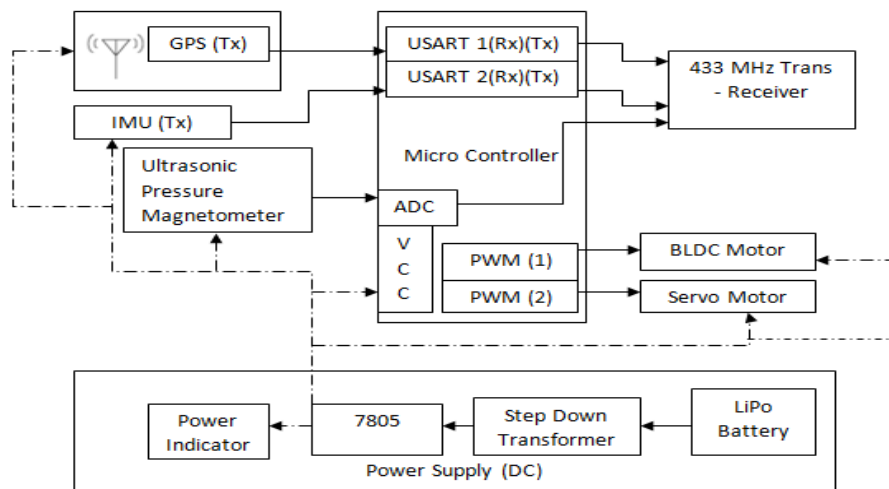 GPS (Tx)
USART 1(Rx)(Tx)
USART 2(Rx)(Tx)
433 MHz Trans
- Receiver
IMU (Tx)
Micro Controller
Ultrasonic
Pressure
Magnetometer
ADC
V
C
C
PWM (1)
PWM (2)
BLDC Motor
Servo Motor
Power
Indicator
7805
Step Down
Transformer
LiPo
Battery
Power Supply (DC)